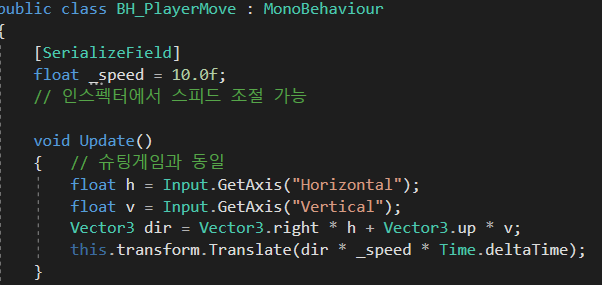 public class BH_PlayerMove : MonoBehaviour
{
[SerializeField]
float _speed = 10.0f;
// 인스펙터에서 스피드 조절 가능
void Update()
{ // 슈팅게임과 동일
float h = Input.GetAxis("Horizontal");
float v = Input.GetAxis("Vertical");
Vector3 dir = Vector3.right * h + Vector3.up * v;
this.transform.Translate(dir * _speed * Time.deltaTime);
}